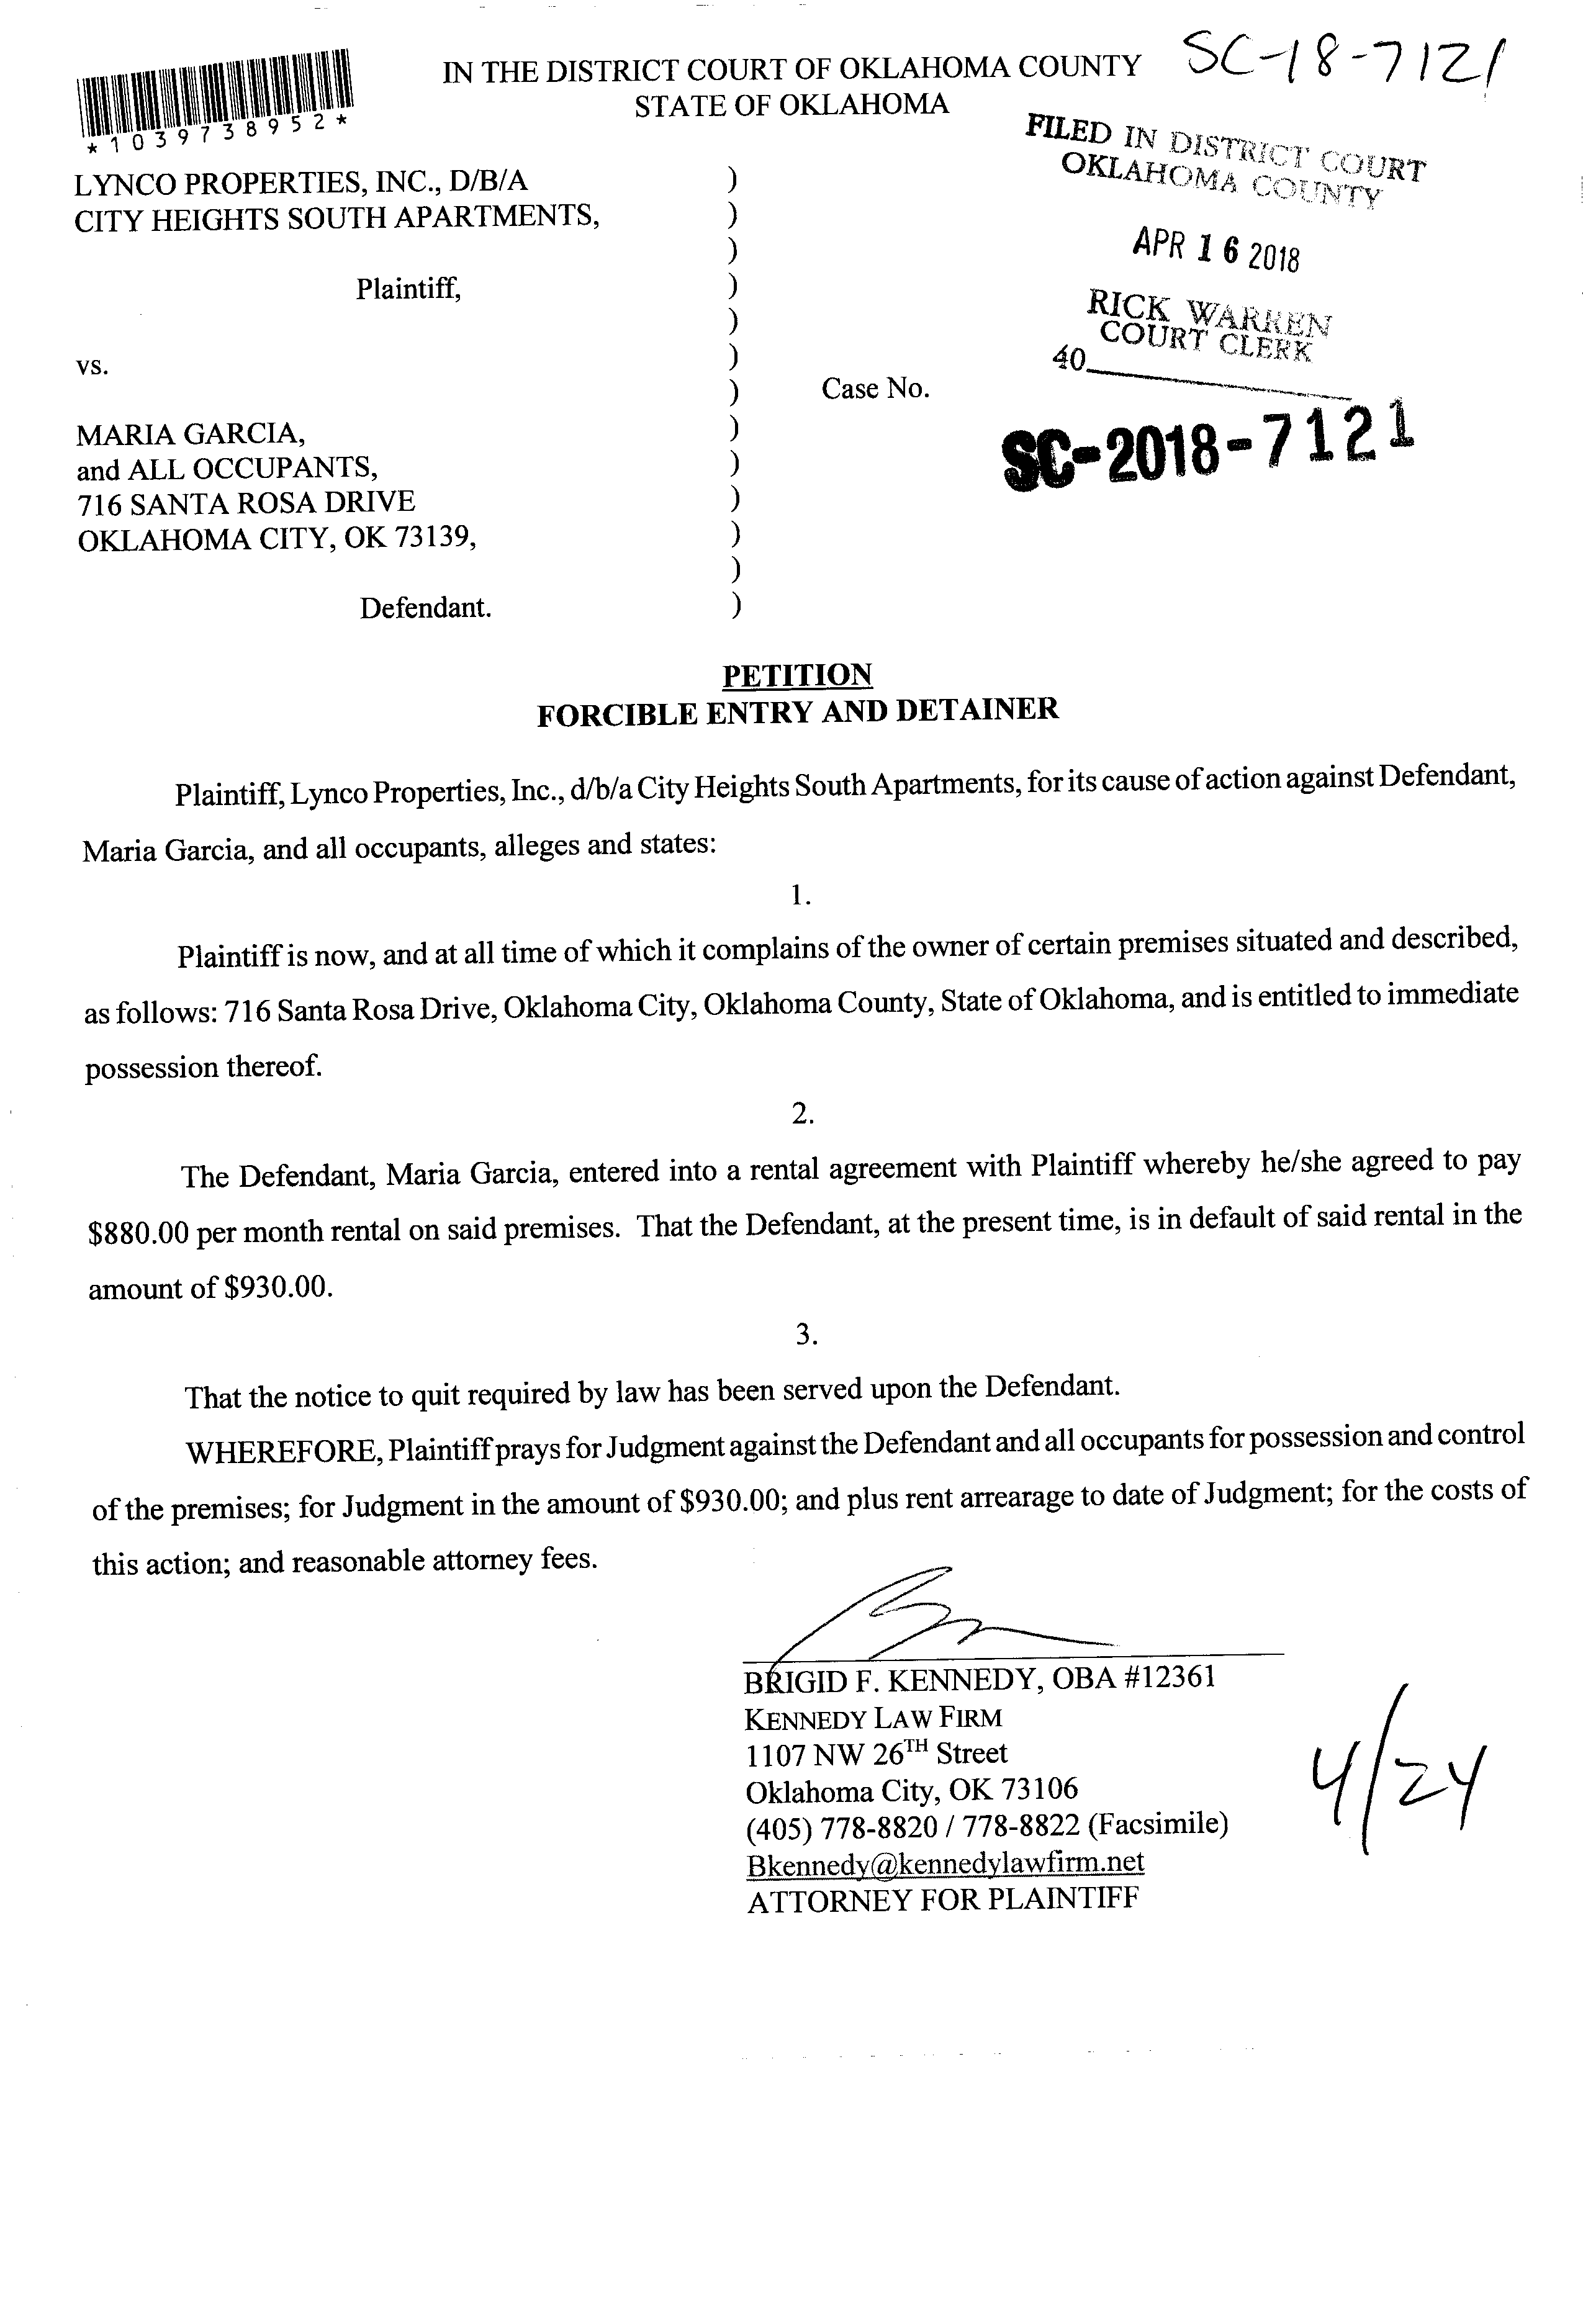 IN THE DISTRICT COURT OF OKLAHOMA COUNTY
STATE OF OKLAHOMA
SC-18-7121
*1039738952*
FILED IN DISTRICT COURT
OKLAHOMA COUNTY
APR 16 2018
RICK WARREN
COURT CLERK
40
LYNCO PROPERTIES, INC., D/B/A )
CITY HEIGHTS SOUTH APARTMENTS, )
)
Plaintiff, )
)
vs. )
) Case No.
SC-2018-7121
MARIA GARCIA, )
and ALL OCCUPANTS, )
716 SANTA ROSA DRIVE )
OKLAHOMA CITY, OK 73139, )
)
Defendant. )
PETITION
FORCIBLE ENTRY AND DETAINER
Plaintiff, Lynco Properties, Inc., d/b/a City Heights South Apartments, for its cause of action against Defendant,
Maria Garcia, and all occupants, alleges and states:
1.
Plaintiff is now, and at all time of which it complains of the owner of certain premises situated and described,
as follows: 716 Santa Rosa Drive, Oklahoma City, Oklahoma County, State of Oklahoma, and is entitled to immediate
possession thereof.
2.
The Defendant, Maria Garcia, entered into a rental agreement with Plaintiff whereby he/she agreed to pay
$880.00 per month rental on said premises. That the Defendant, at the present time, is in default of said rental in the
amount of $930.00.
3.
That the notice to quit required by law has been served upon the Defendant.
WHEREFORE, Plaintiff prays for Judgment against the Defendant and all occupants for possession and control
of the premises; for Judgment in the amount of $930.00; and plus rent arrearage to date of Judgment; for the costs of
this action; and reasonable attorney fees.
BRIGID F. KENNEDY, OBA #12361
KENNEDY LAW FIRM
1107 NW 26TH Street
Oklahoma City, OK 73106
(405) 778-8820 / 778-8822 (Facsimile)
Bkennedy@kennedylawfirm.net
ATTORNEY FOR PLAINTIFF
4/24